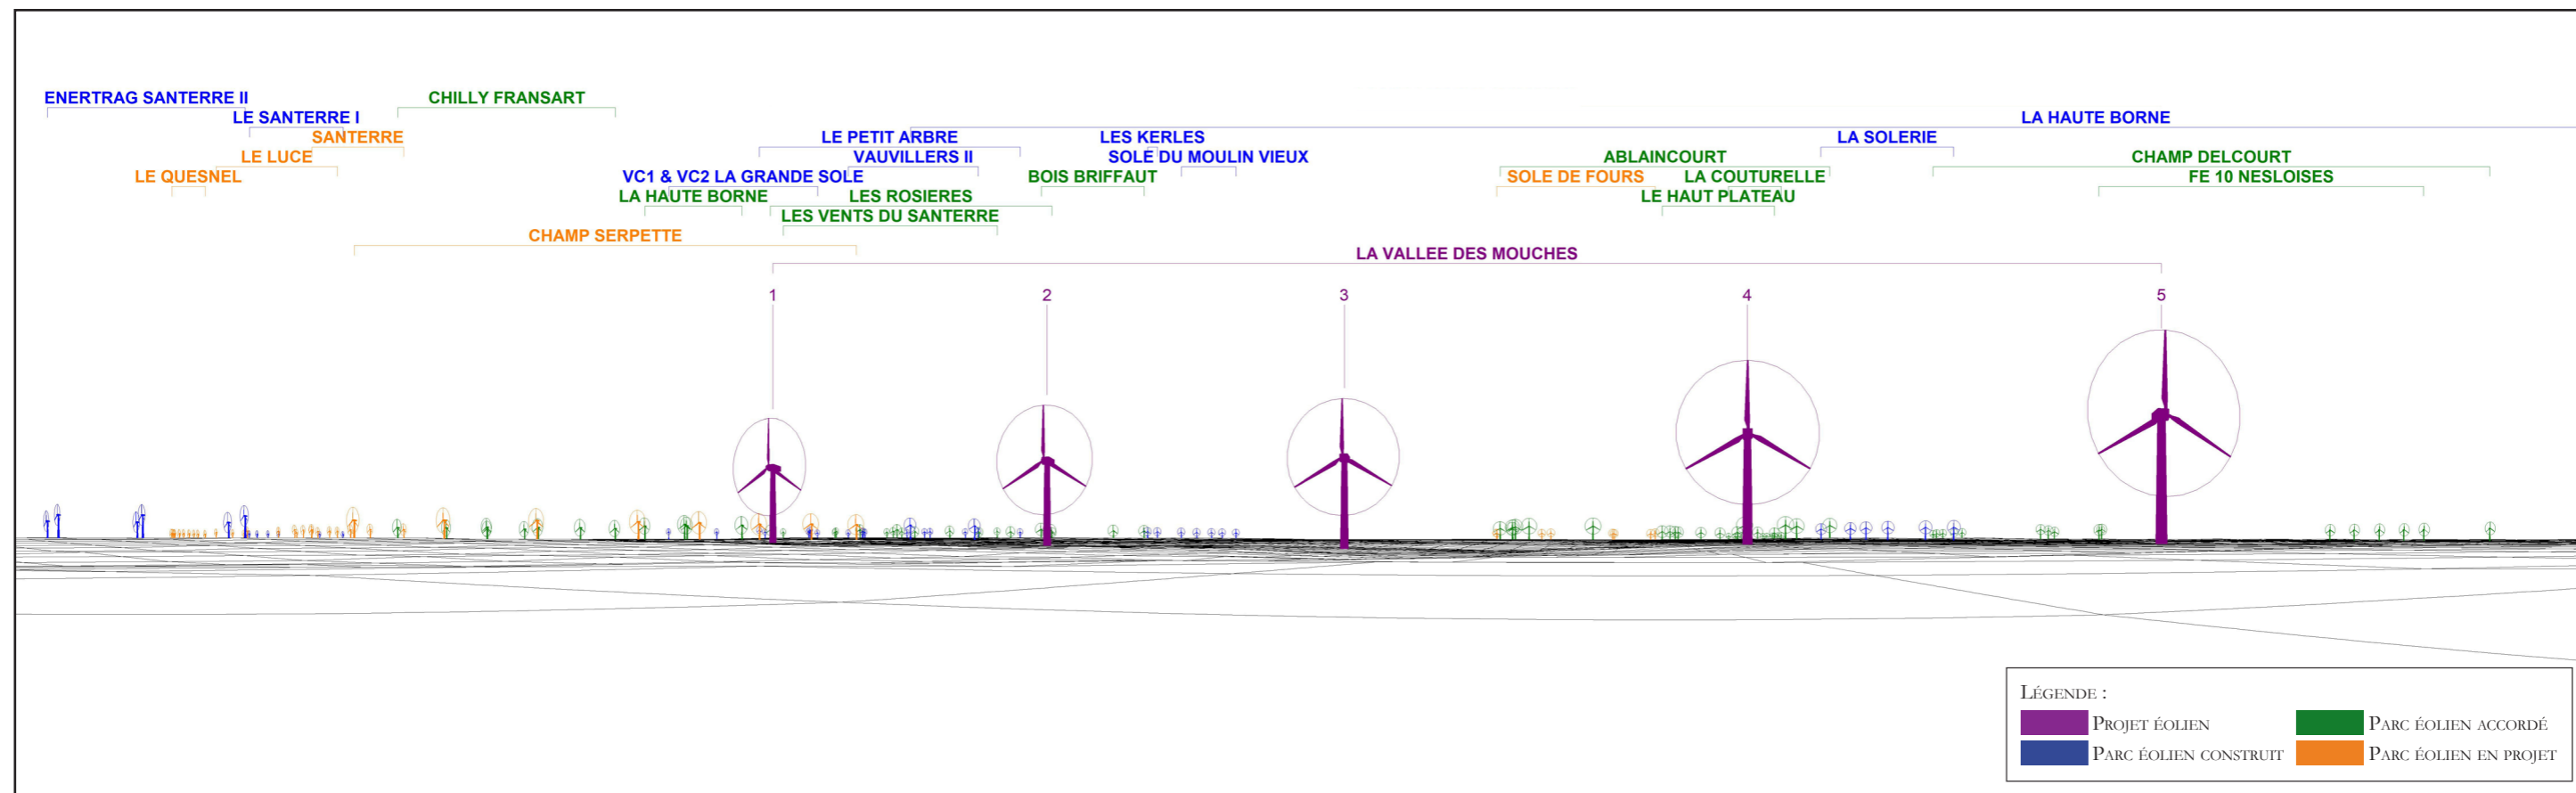 ENERTRAG SANTERRE II
CHILLY FRANSART
LE SANTERRE I
LA HAUTE BORNE
SANTERRE
LE PETIT ARBRE
LES KERLES
LA SOLERIE
LE LUCE
VAUVILLERS II
SOLE DU MOULIN VIEUX
ABLAINCOURT
CHAMP DELCOURT
LE QUESNEL
VC1 & VC2 LA GRANDE SOLE
BOIS BRIFFAUT
SOLE DE FOURS
LA COUTURELLE
FE 10 NESLOISES
LA HAUTE BORNE
LES ROSIERES
LE HAUT PLATEAU
LES VENTS DU SANTERRE
CHAMP SERPETTE
LA VALLEE DES MOUCHES
1
2
3
4
5
LÉGENDE :
PROJET ÉOLIEN
PARC ÉOLIEN ACCORDÉ
PARC ÉOLIEN CONSTRUIT
PARC ÉOLIEN EN PROJET